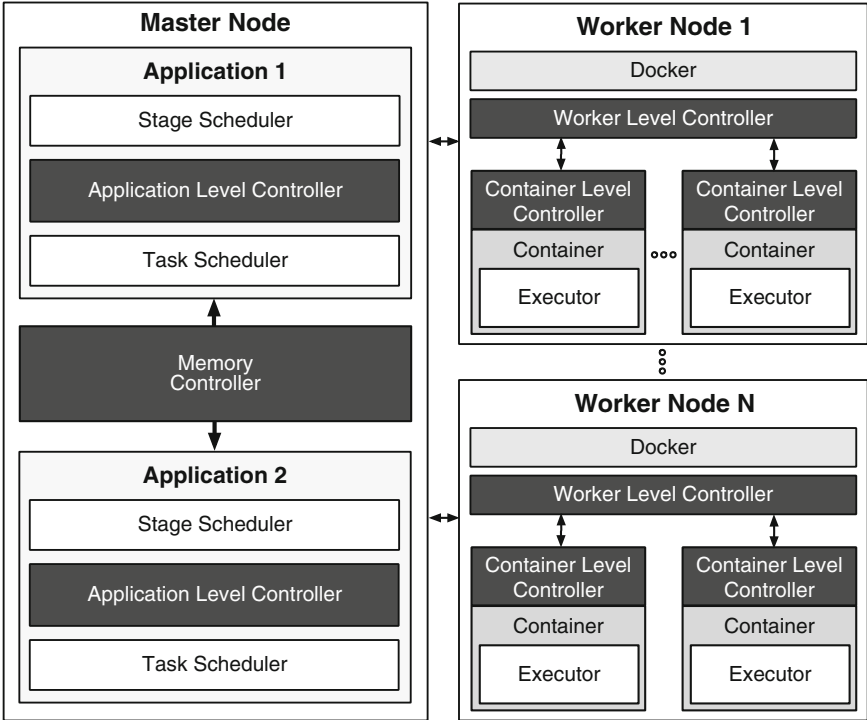 Master Node
Application 1
Stage Scheduler
Application Level Controller
Task Scheduler
Memory
Controller
Application 2
Stage Scheduler
Application Level Controller
Task Scheduler
Worker Node 1
Docker
Worker Level Controller
Container Level
Controller
Container
Executor
Container Level
Controller
Container
Executor
Worker Node N
Docker
Worker Level Controller
Container Level
Controller
Container
Executor
Container Level
Controller
Container
Executor